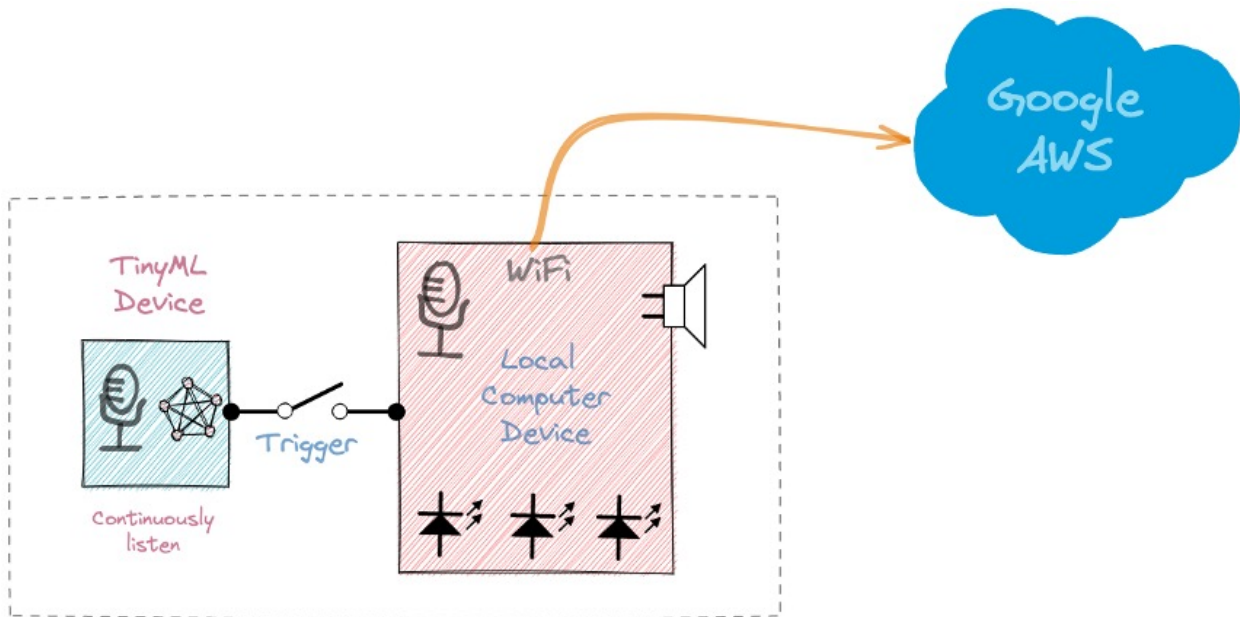 Google
AWS
TinyML
Device
WiFi
Local
Computer
Device
Trigger
Continuously
listen